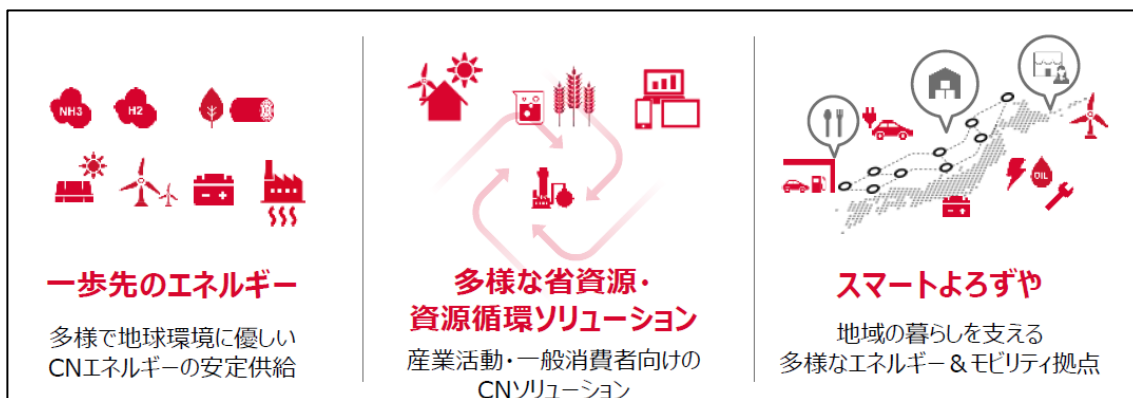 NH3
H2
一歩先のエネルギー
多様で地球環境に優しい
CNエネルギーの安定供給
多様な省資源・
資源循環ソリューション
産業活動・一般消費者向けの
CNソリューション
OIL
スマートよろずや
地域の暮らしを支える
多様なエネルギー＆モビリティ拠点